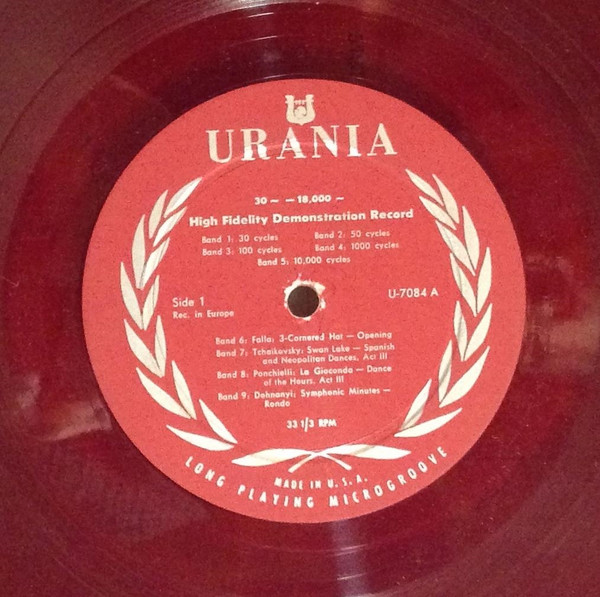 URANIA
30~ – 18,000~
High Fidelity Demonstration Record
Band 1: 30 cycles Band 2: 50 cycles
Band 3: 100 cycles Band 4: 1000 cycles
Band 5: 10,000 cycles
Side 1 U-7084 A
Rec. in Europe
Band 6: Falla: 3-Cornered Hat — Opening
Band 7: Tchaikovsky: Swan Lake — Spanish
and Neopolitan Dances, Act III
Band 8: Ponchielli: La Gioconda — Dance
of the Hours, Act III
Band 9: Dohnanyi: Symphonic Minutes —
Rondo
33 1/3 RPM
MADE IN U. S. A.
LONG PLAYING MICROGROOVE